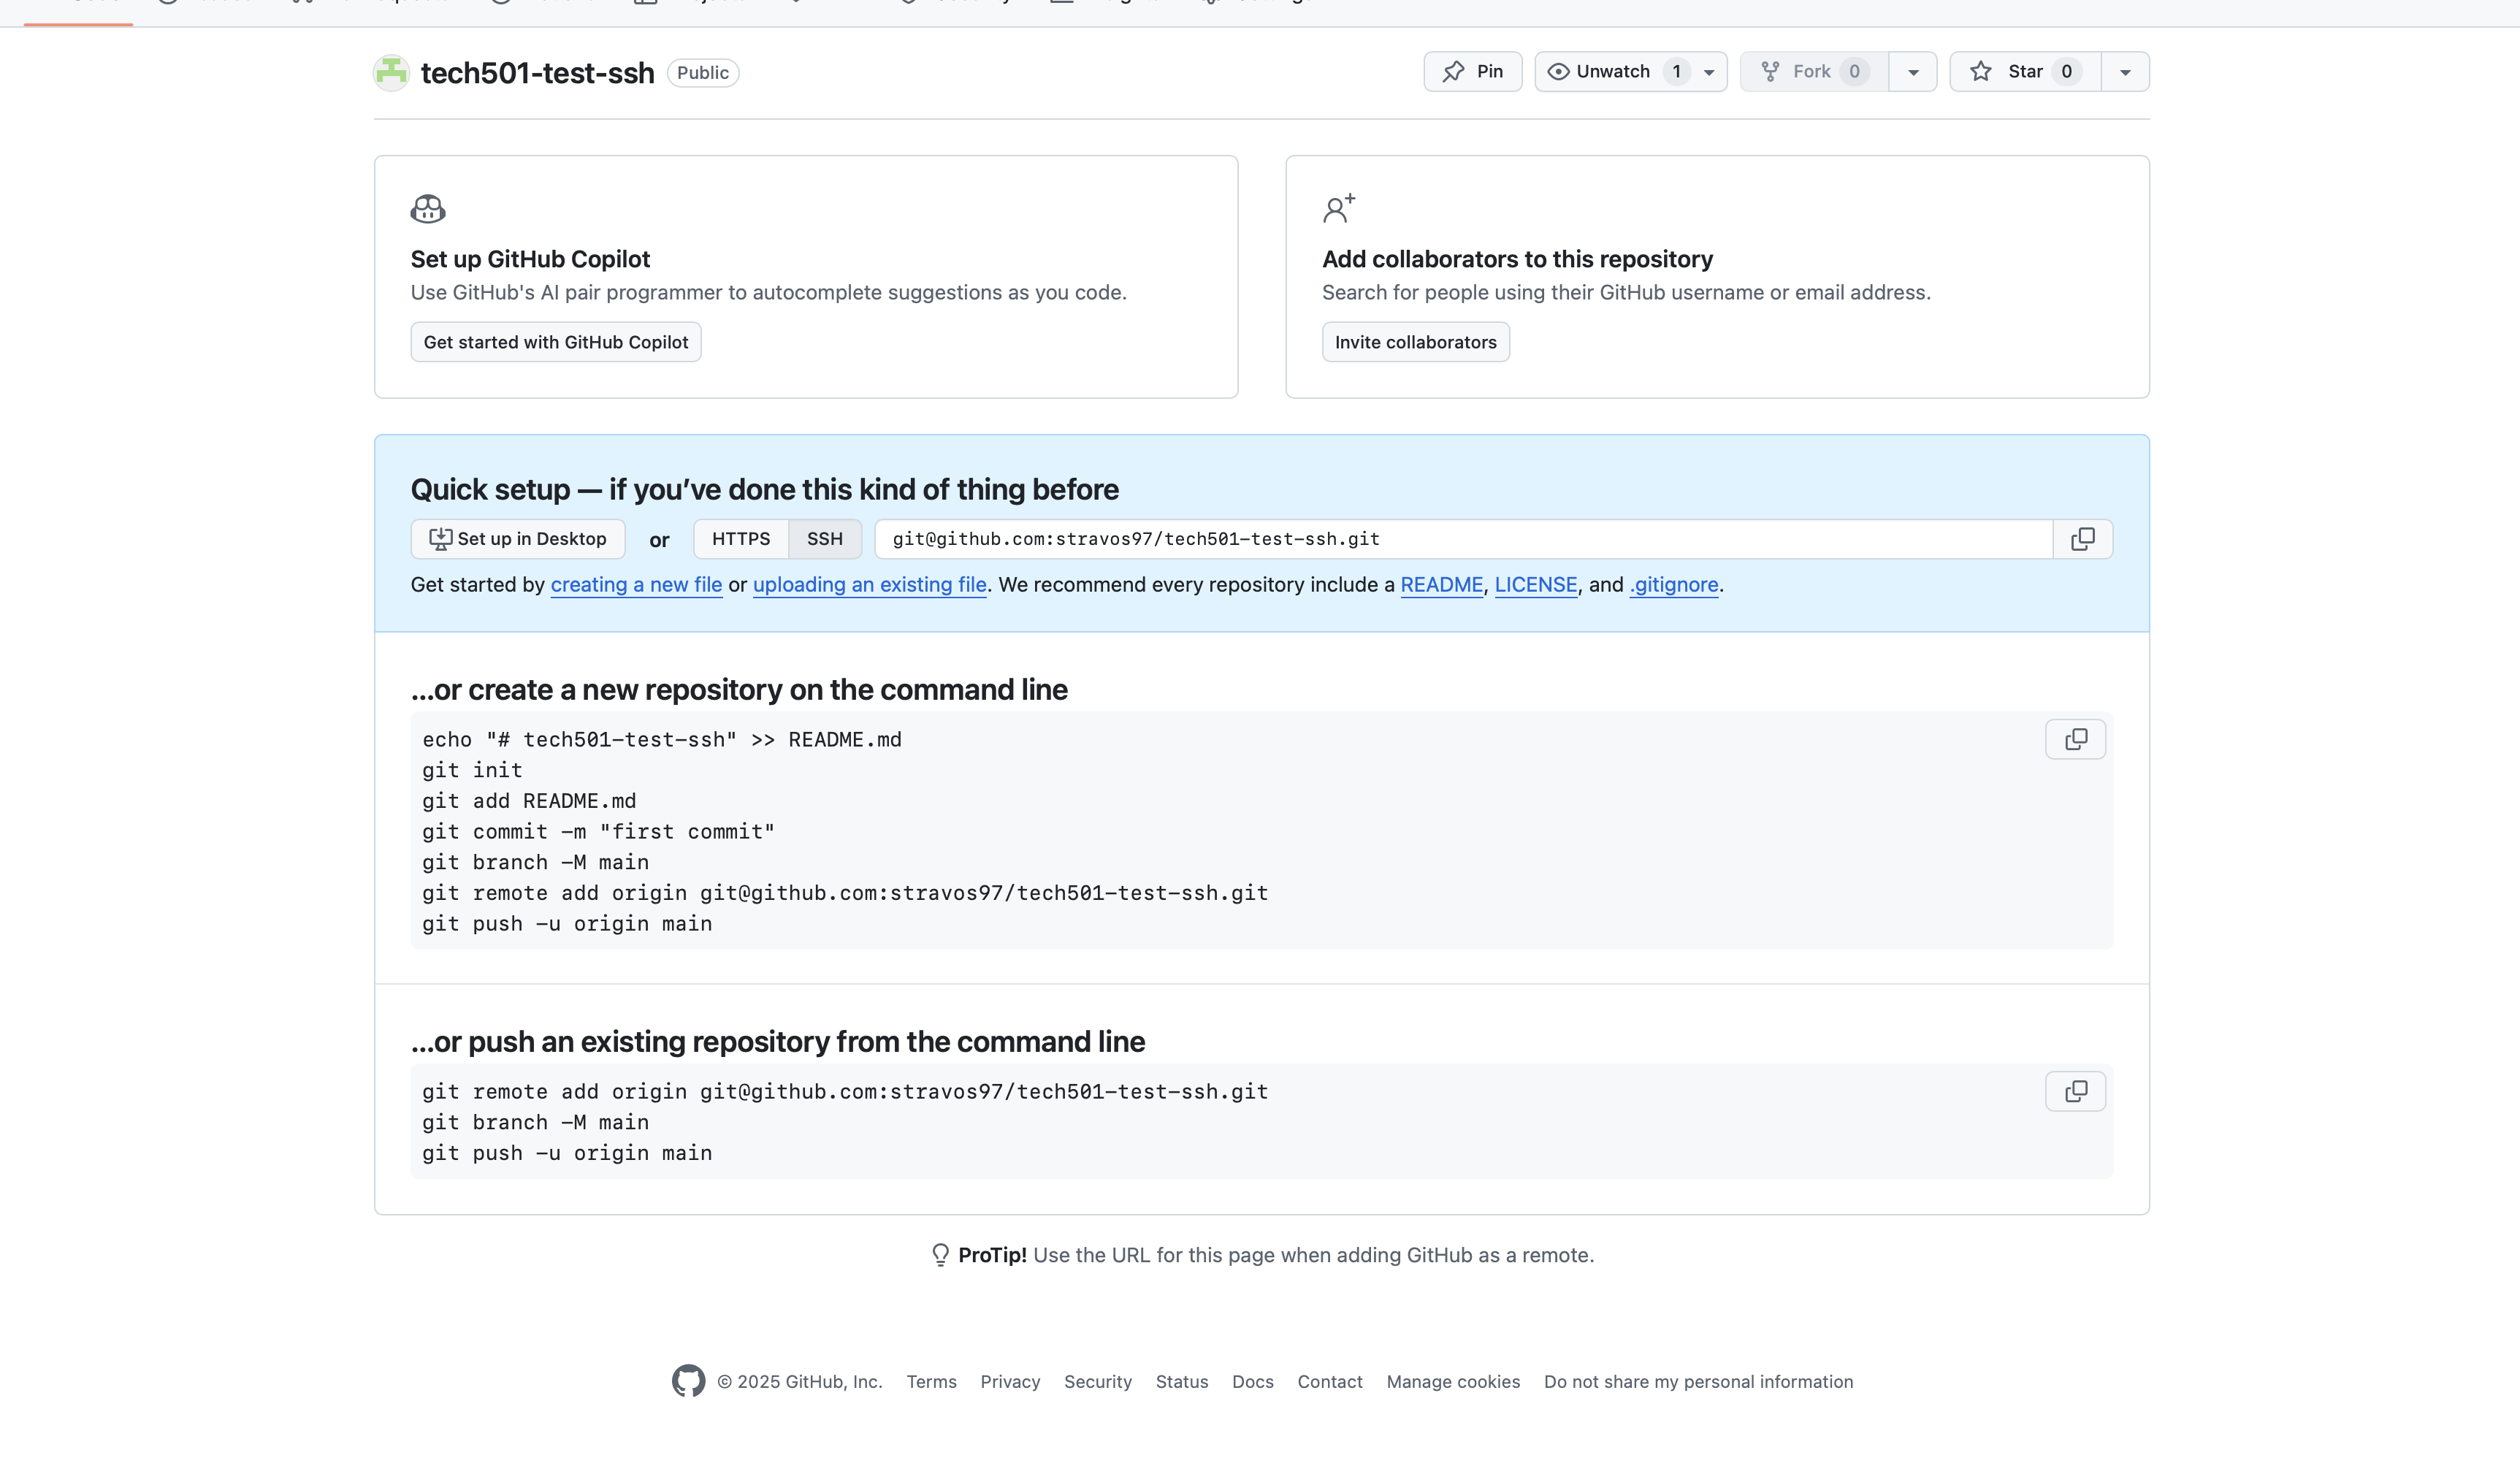 tech501-test-ssh Public
Pin
Unwatch 1
Fork 0
Star 0
Set up GitHub Copilot
Use GitHub's AI pair programmer to autocomplete suggestions as you code.
Get started with GitHub Copilot
Add collaborators to this repository
Search for people using their GitHub username or email address.
Invite collaborators
Quick setup — if you’ve done this kind of thing before
Set up in Desktop or HTTPS SSH git@github.com:stravos97/tech501-test-ssh.git
Get started by creating a new file or uploading an existing file. We recommend every repository include a README, LICENSE, and .gitignore.
…or create a new repository on the command line
echo "# tech501-test-ssh" >> README.md
git init
git add README.md
git commit -m "first commit"
git branch -M main
git remote add origin git@github.com:stravos97/tech501-test-ssh.git
git push -u origin main
…or push an existing repository from the command line
git remote add origin git@github.com:stravos97/tech501-test-ssh.git
git branch -M main
git push -u origin main
ProTip! Use the URL for this page when adding GitHub as a remote.
© 2025 GitHub, Inc. Terms Privacy Security Status Docs Contact Manage cookies Do not share my personal information